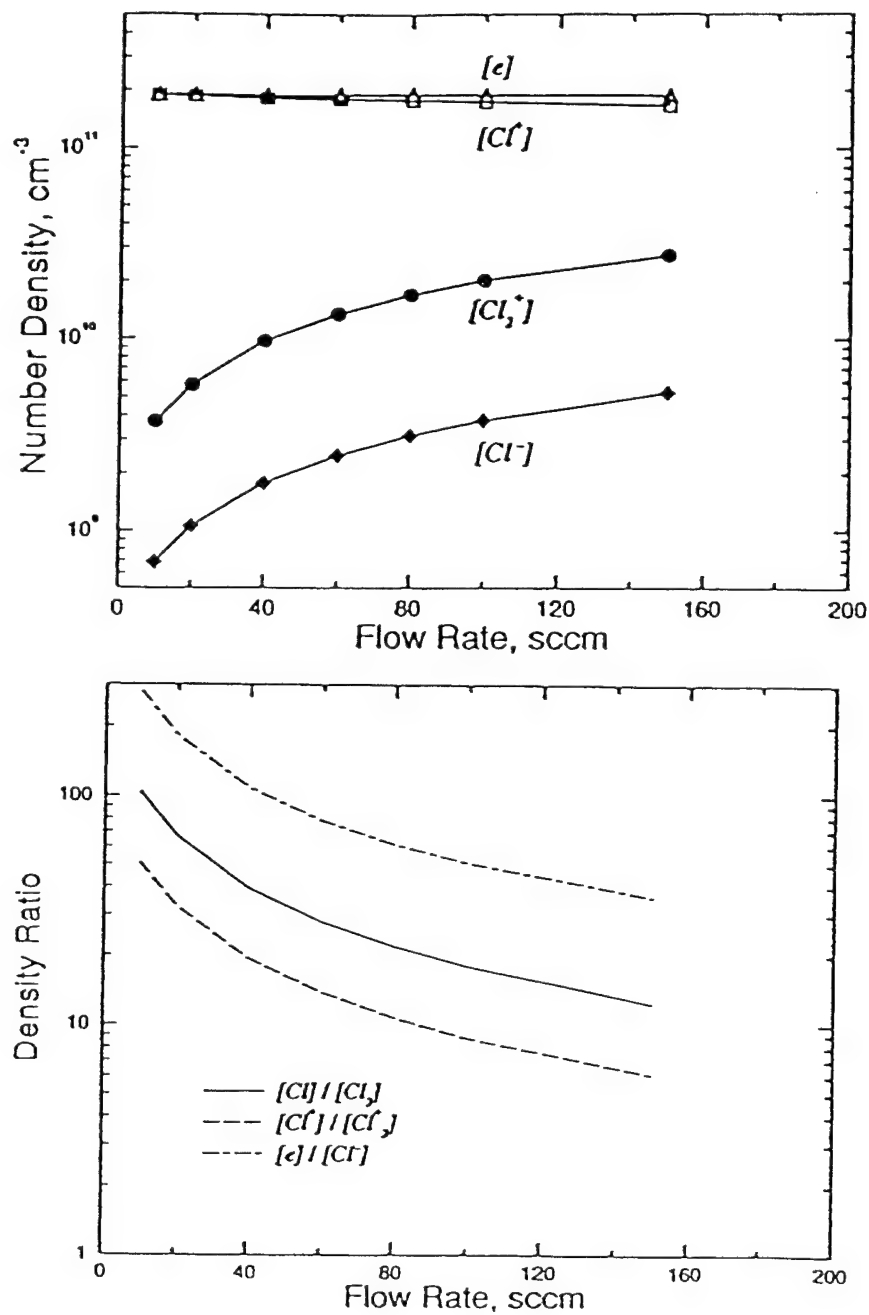 [e]
[Cl⁺]
[Cl₂⁺]
[Cl⁻]
Number Density, cm⁻³
10¹¹
10¹⁰
10⁹
0 40 80 120 160 200
Flow Rate, sccm
Density Ratio
100
10
1
[Cl] / [Cl₂]
[Cl⁺] / [Cl⁺₂]
[e] / [Cl⁻]
0 40 80 120 160 200
Flow Rate, sccm